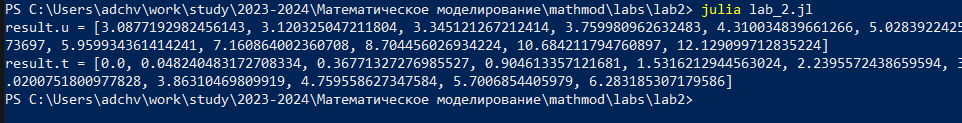 PS C:\Users\adchv\work\study\2023-2024\Математическое моделирование\mathmod\labs\lab2> julia lab_2.jl
result.u = [3.0877192982456143, 3.120325047211804, 3.345121267212414, 3.759980962632483, 4.310034839661266, 5.0283922425
73697, 5.959934361414241, 7.160864002360708, 8.704456026934224, 10.684211794760897, 12.129099712835224]
result.t = [0.0, 0.048240483172708334, 0.36771327276985527, 0.904613357121681, 1.5316212944563024, 2.2395572438659594, 3
.0200751800977828, 3.86310469809919, 4.759558627347584, 5.7006854405979, 6.283185307179586]
PS C:\Users\adchv\work\study\2023-2024\Математическое моделирование\mathmod\labs\lab2>